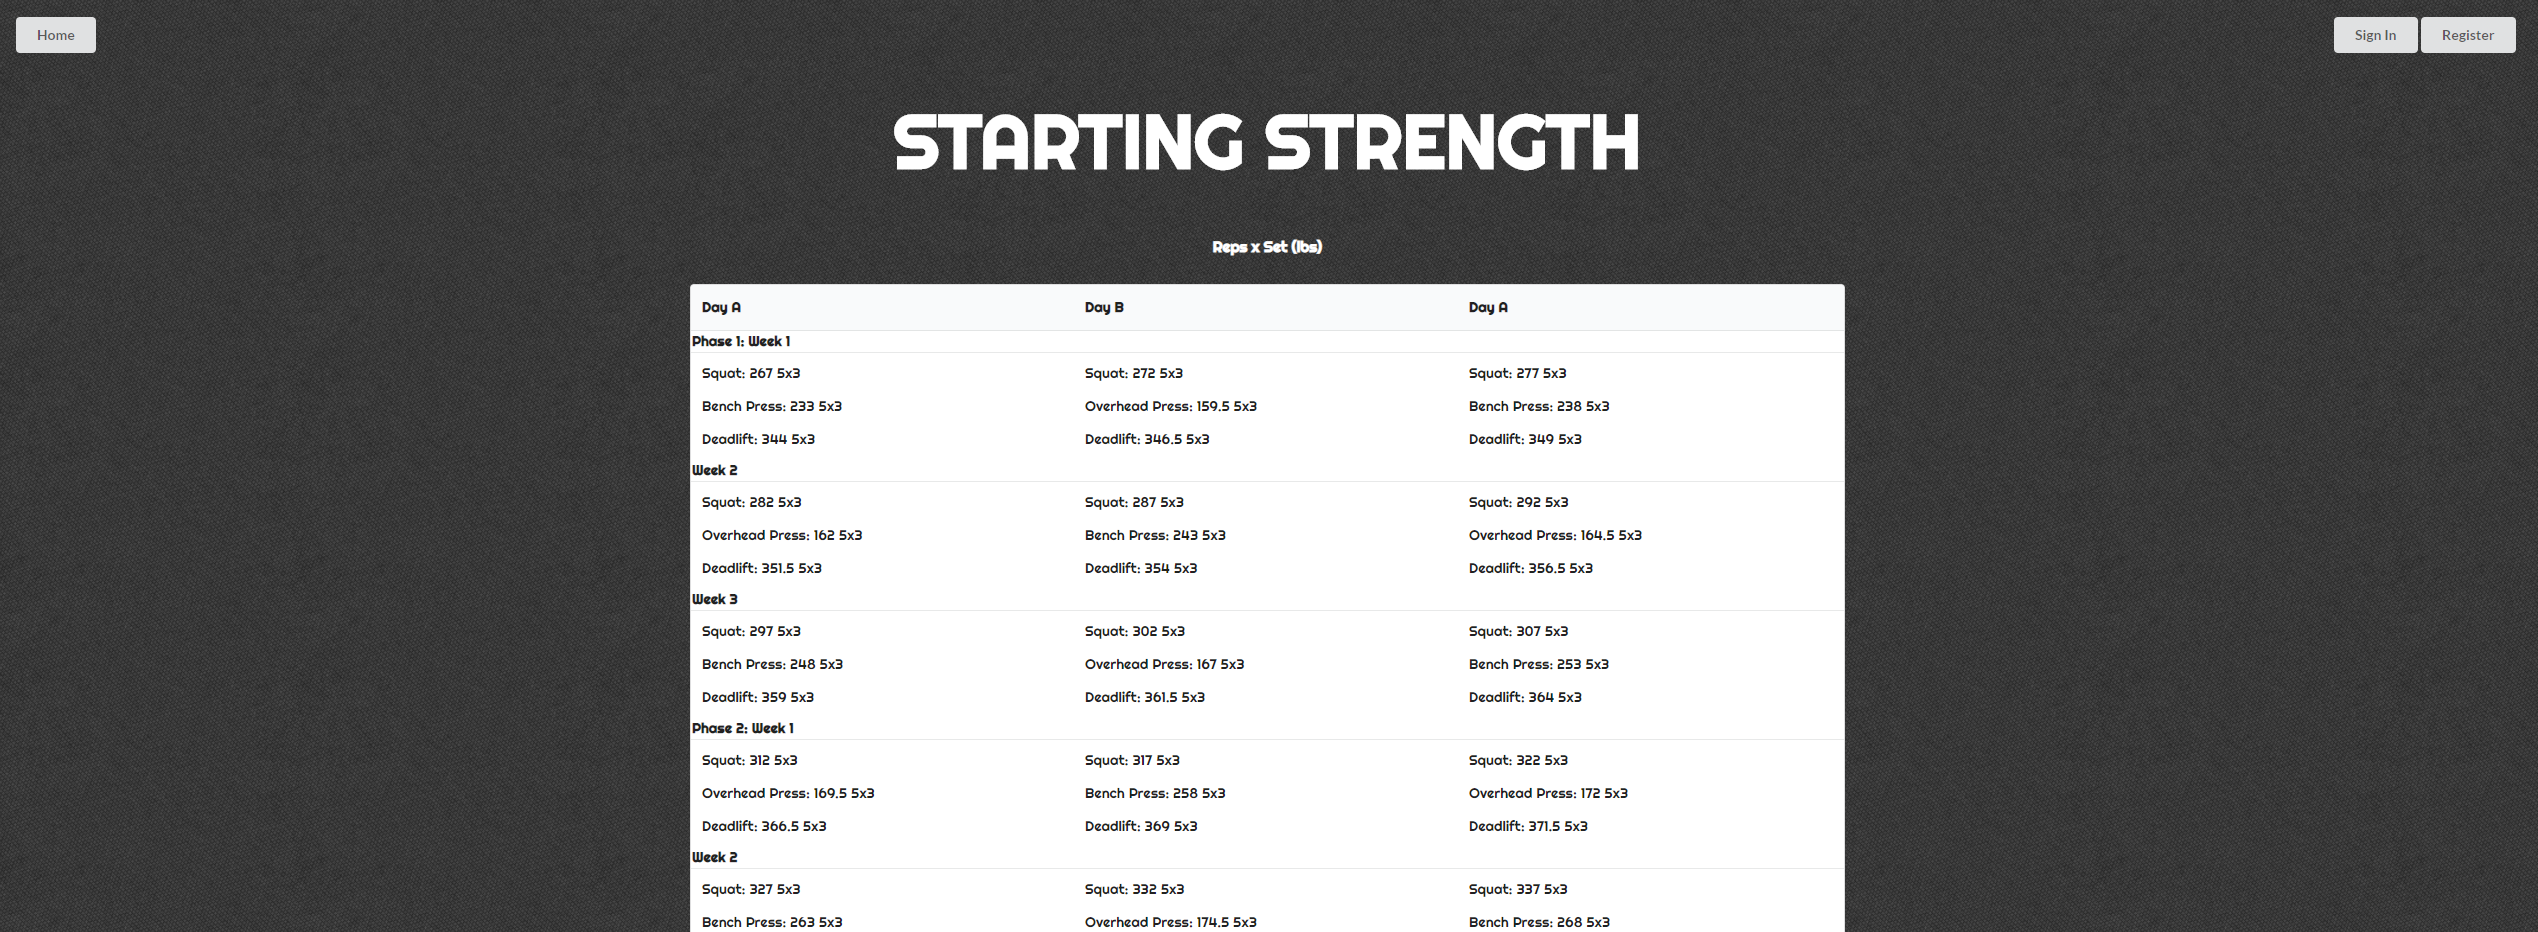 Home Sign In Register
STARTING STRENGTH
Reps x Set (lbs)
Day A Day B Day A
Phase 1: Week 1
Squat: 267 5x3 Squat: 272 5x3 Squat: 277 5x3
Bench Press: 233 5x3 Overhead Press: 159.5 5x3 Bench Press: 238 5x3
Deadlift: 344 5x3 Deadlift: 346.5 5x3 Deadlift: 349 5x3
Week 2
Squat: 282 5x3 Squat: 287 5x3 Squat: 292 5x3
Overhead Press: 162 5x3 Bench Press: 243 5x3 Overhead Press: 164.5 5x3
Deadlift: 351.5 5x3 Deadlift: 354 5x3 Deadlift: 356.5 5x3
Week 3
Squat: 297 5x3 Squat: 302 5x3 Squat: 307 5x3
Bench Press: 248 5x3 Overhead Press: 167 5x3 Bench Press: 253 5x3
Deadlift: 359 5x3 Deadlift: 361.5 5x3 Deadlift: 364 5x3
Phase 2: Week 1
Squat: 312 5x3 Squat: 317 5x3 Squat: 322 5x3
Overhead Press: 169.5 5x3 Bench Press: 258 5x3 Overhead Press: 172 5x3
Deadlift: 366.5 5x3 Deadlift: 369 5x3 Deadlift: 371.5 5x3
Week 2
Squat: 327 5x3 Squat: 332 5x3 Squat: 337 5x3
Bench Press: 263 5x3 Overhead Press: 174.5 5x3 Bench Press: 268 5x3